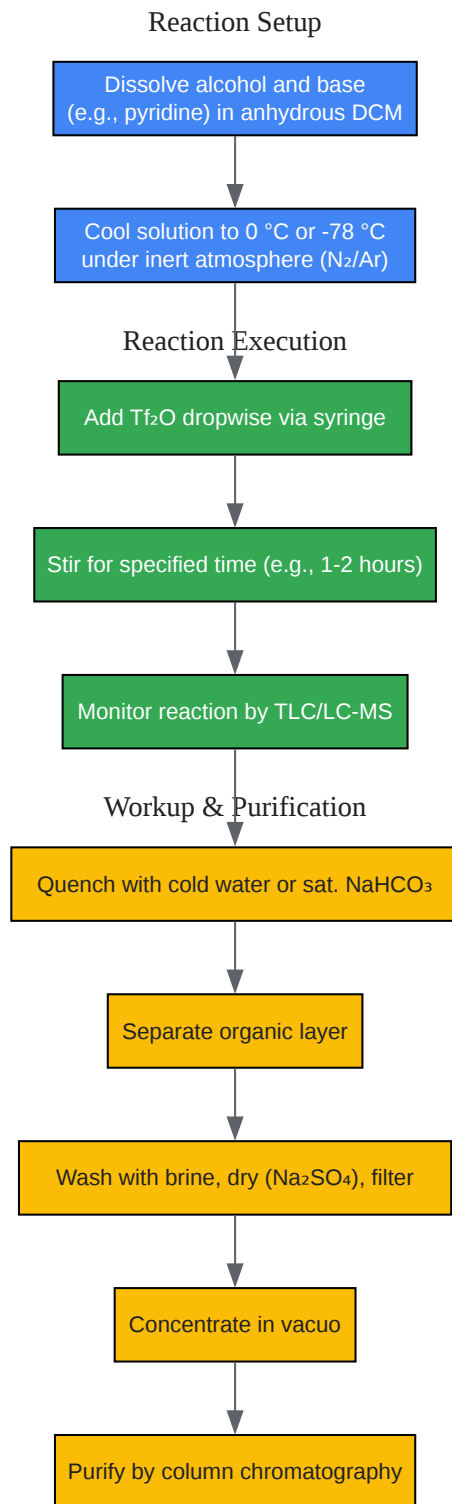 Reaction Setup
Dissolve alcohol and base
(e.g., pyridine) in anhydrous DCM
Cool solution to 0 °C or -78 °C
under inert atmosphere (N₂/Ar)
Reaction Execution
Add Tf₂O dropwise via syringe
Stir for specified time (e.g., 1-2 hours)
Monitor reaction by TLC/LC-MS
Workup & Purification
Quench with cold water or sat. NaHCO₃
Separate organic layer
Wash with brine, dry (Na₂SO₄), filter
Concentrate in vacuo
Purify by column chromatography